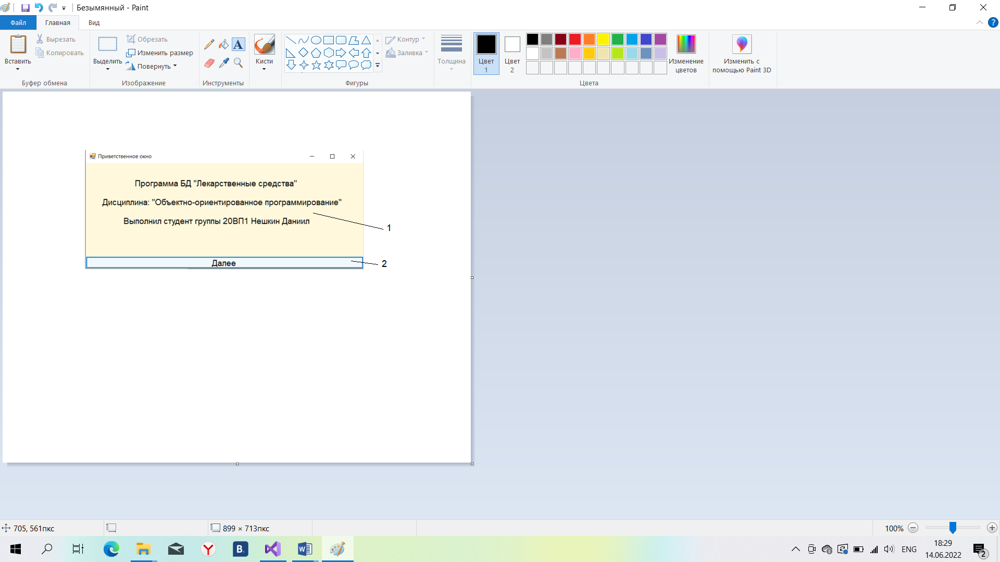 Безымянный - Paint
Файл Главная Вид
Вставить
Вырезать
Копировать
Буфер обмена
Выделить
Обрезать
Изменить размер
Повернуть
Изображение
Инструменты
Кисти
Фигуры
Контур
Заливка
Толщина
Цвет
1
Цвет
2
Цвета
Изменение
цветов
Изменить с
помощью Paint 3D
Приветственное окно
Программа БД "Лекарственные средства"
Дисциплина: "Объектно-ориентированное программирование"
Выполнил студент группы 20ВП1 Нешкин Даниил
1
Далее
2
705, 561пкс
899 × 713пкс
100%
ENG
18:29
14.06.2022
2